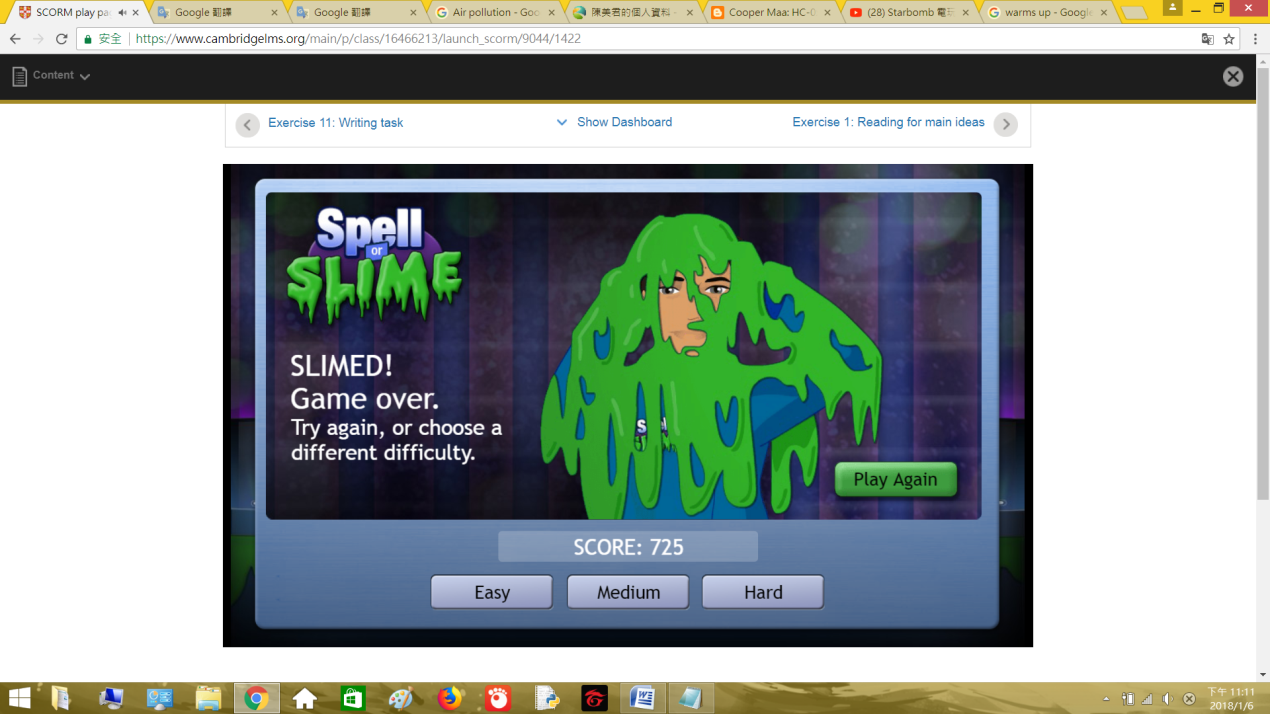 SCORM play pa
Google 翻譯
Google 翻譯
Air pollution - Goo
陳美君的個人資料 -
Cooper Maa: HC-0
(28) Starbomb 電玩
warms up - Google
安全
https://www.cambridgelms.org/main/p/class/16466213/launch_scorm/9044/1422
Content
Exercise 11: Writing task
Show Dashboard
Exercise 1: Reading for main ideas
Spell
or
SLIME
SLIMED!
Game over.
Try again, or choose a
different difficulty.
Play Again
SCORE: 725
Easy
Medium
Hard
下午 11:11
2018/1/6